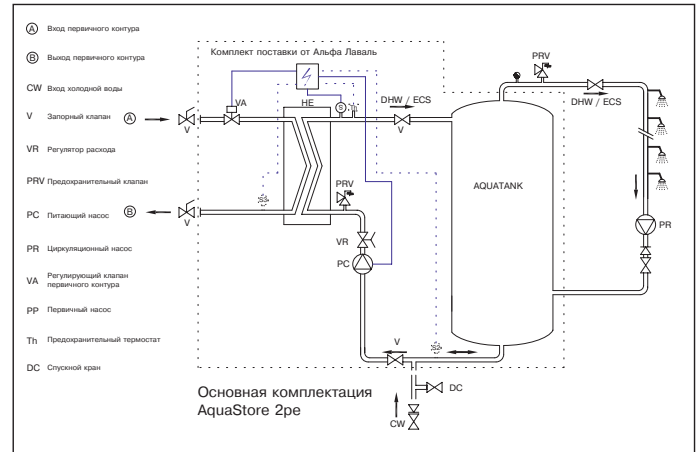 A Вход первичного контура
B Выход первичного контура
CW Вход холодной воды
V Запорный клапан
VR Регулятор расхода
PRV Предохранительный клапан
PC Питающий насос
PR Циркуляционный насос
VA Регулирующий клапан
первичного контура
PP Первичный насос
Th Предохранительный термостат
DC Спускной кран
Комплект поставки от Альфа Лаваль
PRV
VA
HE
S
Th
DHW / ECS
DHW / ECS
A
V
V
AQUATANK
S3
PRV
B
V
VR
PC
PR
V
S2
DC
CW
Основная комплектация
AquaStore 2pe